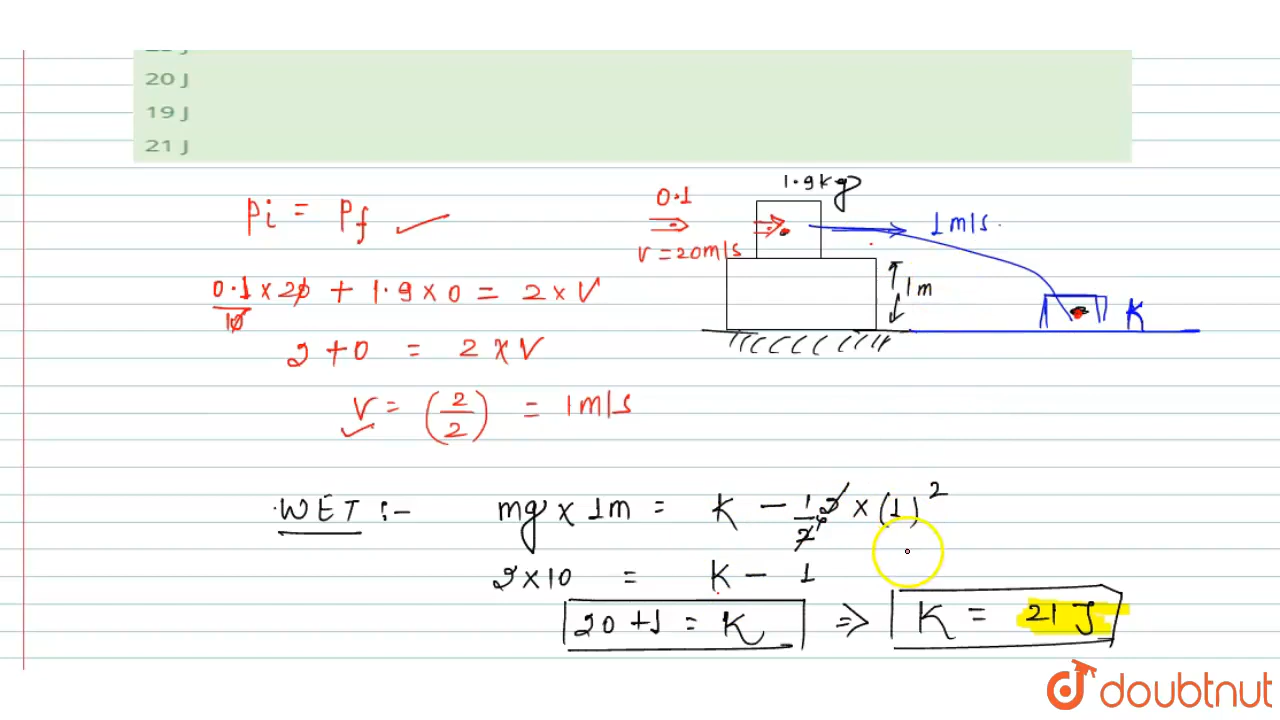 20 J
19 J
21 J
Pi = Pf
0.1 × 20 + 1.9 × 0 = 2 × V
10
2 + 0 = 2 × V
V = (2/2) = 1 m/s
1.9 kg
0.1
V = 20 m/s
1 m/s
1 m
K
WET :-
mg × 1m = K - 1/2 2 × (1)^2
2 × 10 = K - 1
20 + 1 = K ⇒ K = 21 J
doubtnut